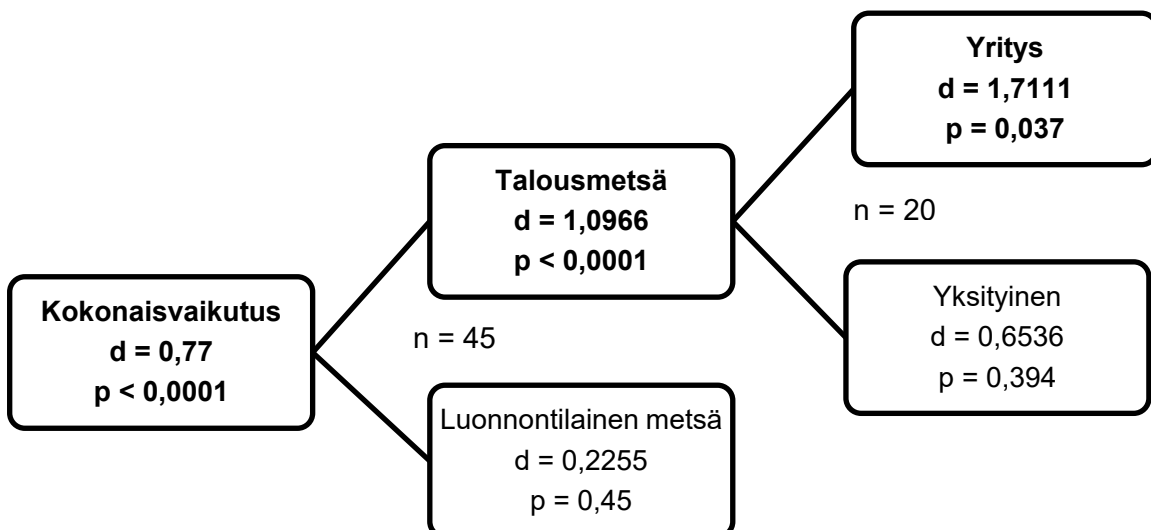 Kokonaisvaikutus
d = 0,77
p < 0,0001
n = 45
Talousmetsä
d = 1,0966
p < 0,0001
Luonnontilainen metsä
d = 0,2255
p = 0,45
Yritys
d = 1,7111
p = 0,037
n = 20
Yksityinen
d = 0,6536
p = 0,394